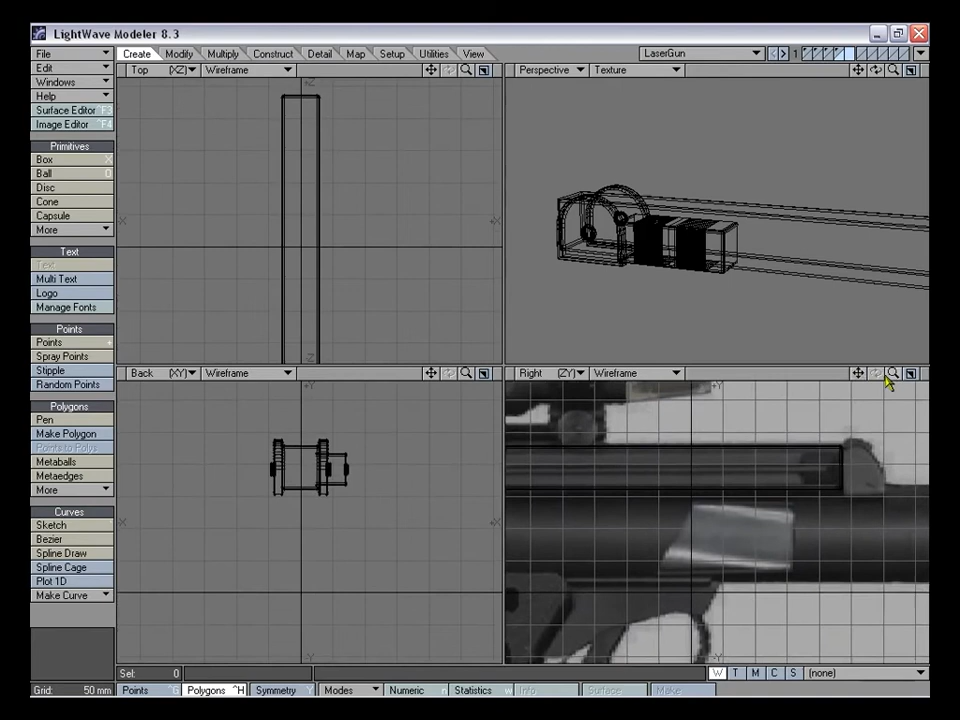 LightWave Modeler 8.3
File Create Modify Multiply Construct Detail Map Setup Utilities View LaserGun 1
Edit Top (XZ) Wireframe Perspective Texture
Windows
Help
Surface Editor F3
Image Editor ^F4
Primitives
Box X
Ball O
Disc
Cone
Capsule
More
Text
Text
Multi Text
Logo
Manage Fonts
Points
Points +
Spray Points
Stipple
Random Points
Back (XY) Wireframe Right (ZY) Wireframe
Polygons
Pen
Make Polygon
Points to Polys
Metaballs
Metaedges
More
Curves
Sketch
Bezier
Spline Draw
Spline Cage
Plot 1D
Make Curve
Sel: 0 W T M C S (none)
Grid: 50 mm Points ^G Polygons ^H Symmetry Y Modes Numeric n Statistics w Info i Surface q Make